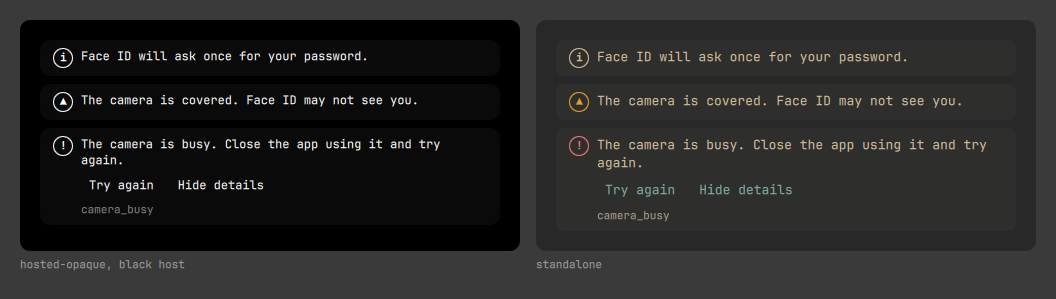 i Face ID will ask once for your password.
▲ The camera is covered. Face ID may not see you.
! The camera is busy. Close the app using it and try
again.
Try again Hide details
camera_busy
hosted-opaque, black host
i Face ID will ask once for your password.
▲ The camera is covered. Face ID may not see you.
! The camera is busy. Close the app using it and try
again.
Try again Hide details
camera_busy
standalone